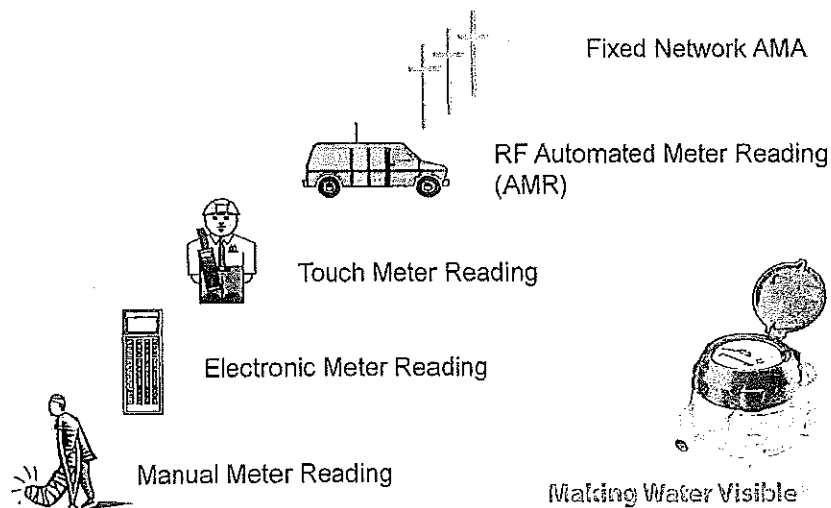 Fixed Network AMA
RF Automated Meter Reading
(AMR)
Touch Meter Reading
Electronic Meter Reading
Manual Meter Reading
Making Water Visible